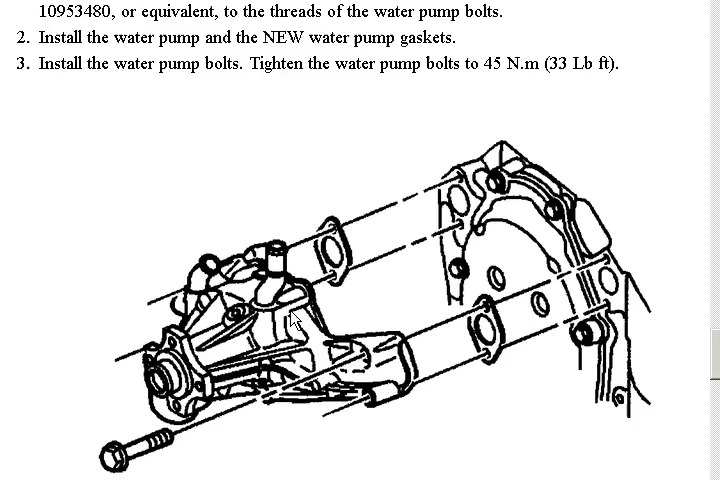 10953480, or equivalent, to the threads of the water pump bolts.
2. Install the water pump and the NEW water pump gaskets.
3. Install the water pump bolts. Tighten the water pump bolts to 45 N.m (33 Lb ft).